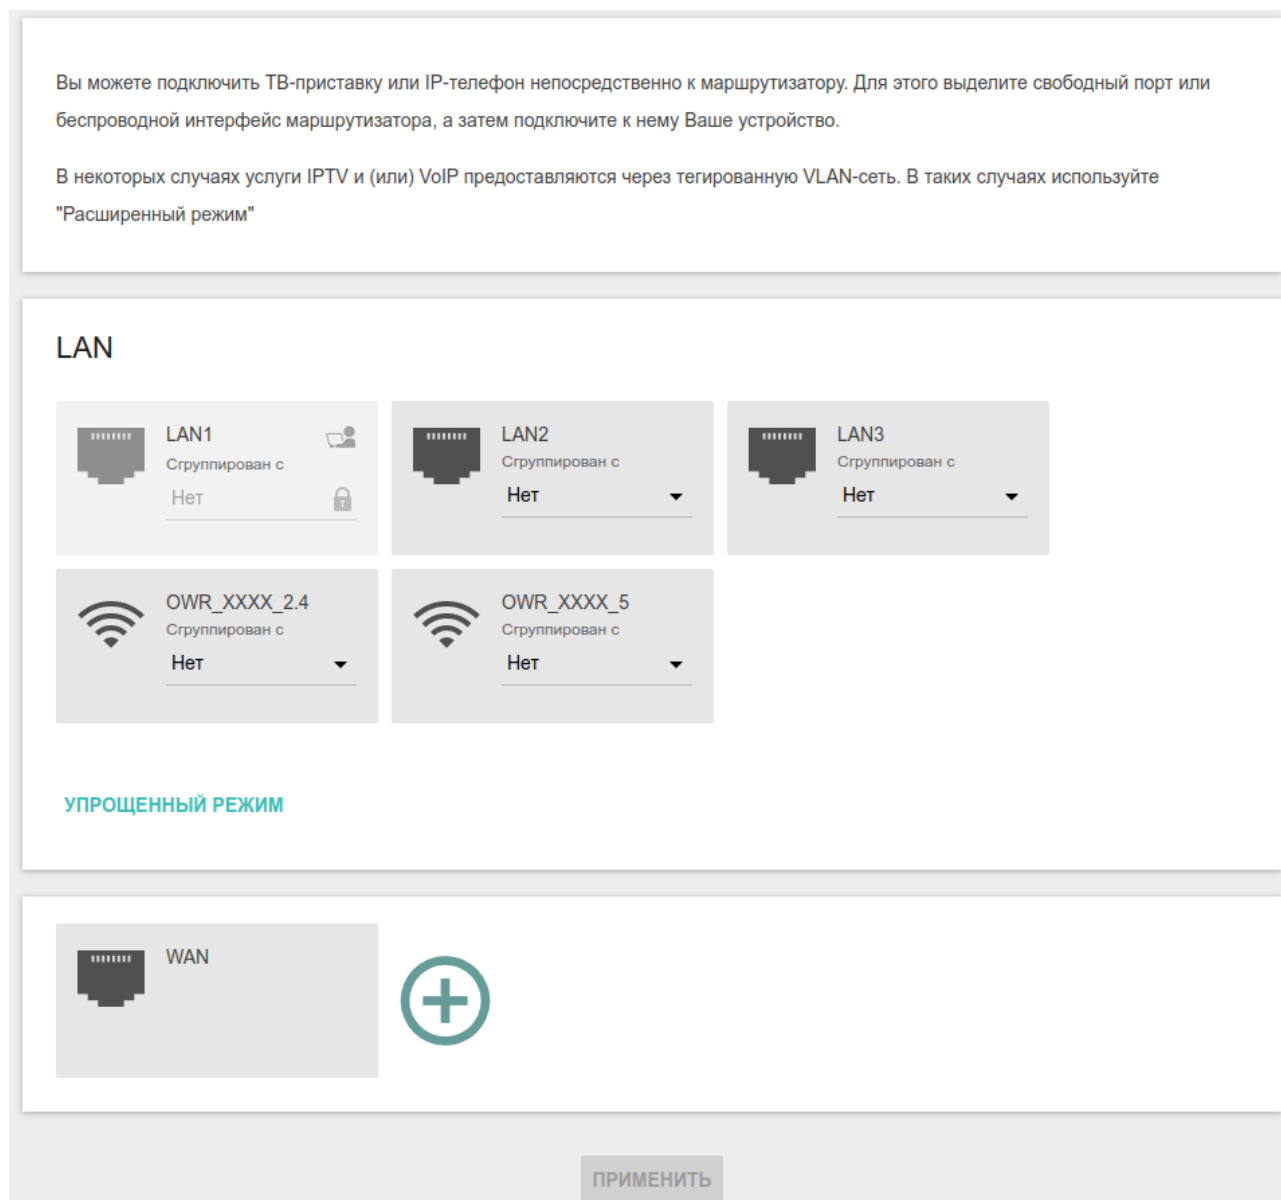 Вы можете подключить ТВ-приставку или IP-телефон непосредственно к маршрутизатору. Для этого выделите свободный порт или
беспроводной интерфейс маршрутизатора, а затем подключите к нему Ваше устройство.
В некоторых случаях услуги IPTV и (или) VoIP предоставляются через тегированную VLAN-сеть. В таких случаях используйте
"Расширенный режим"
LAN
LAN1
Сгруппирован с
Нет
LAN2
Сгруппирован с
Нет
LAN3
Сгруппирован с
Нет
OWR_XXXX_2.4
Сгруппирован с
Нет
OWR_XXXX_5
Сгруппирован с
Нет
УПРОЩЕННЫЙ РЕЖИМ
WAN
ПРИМЕНИТЬ